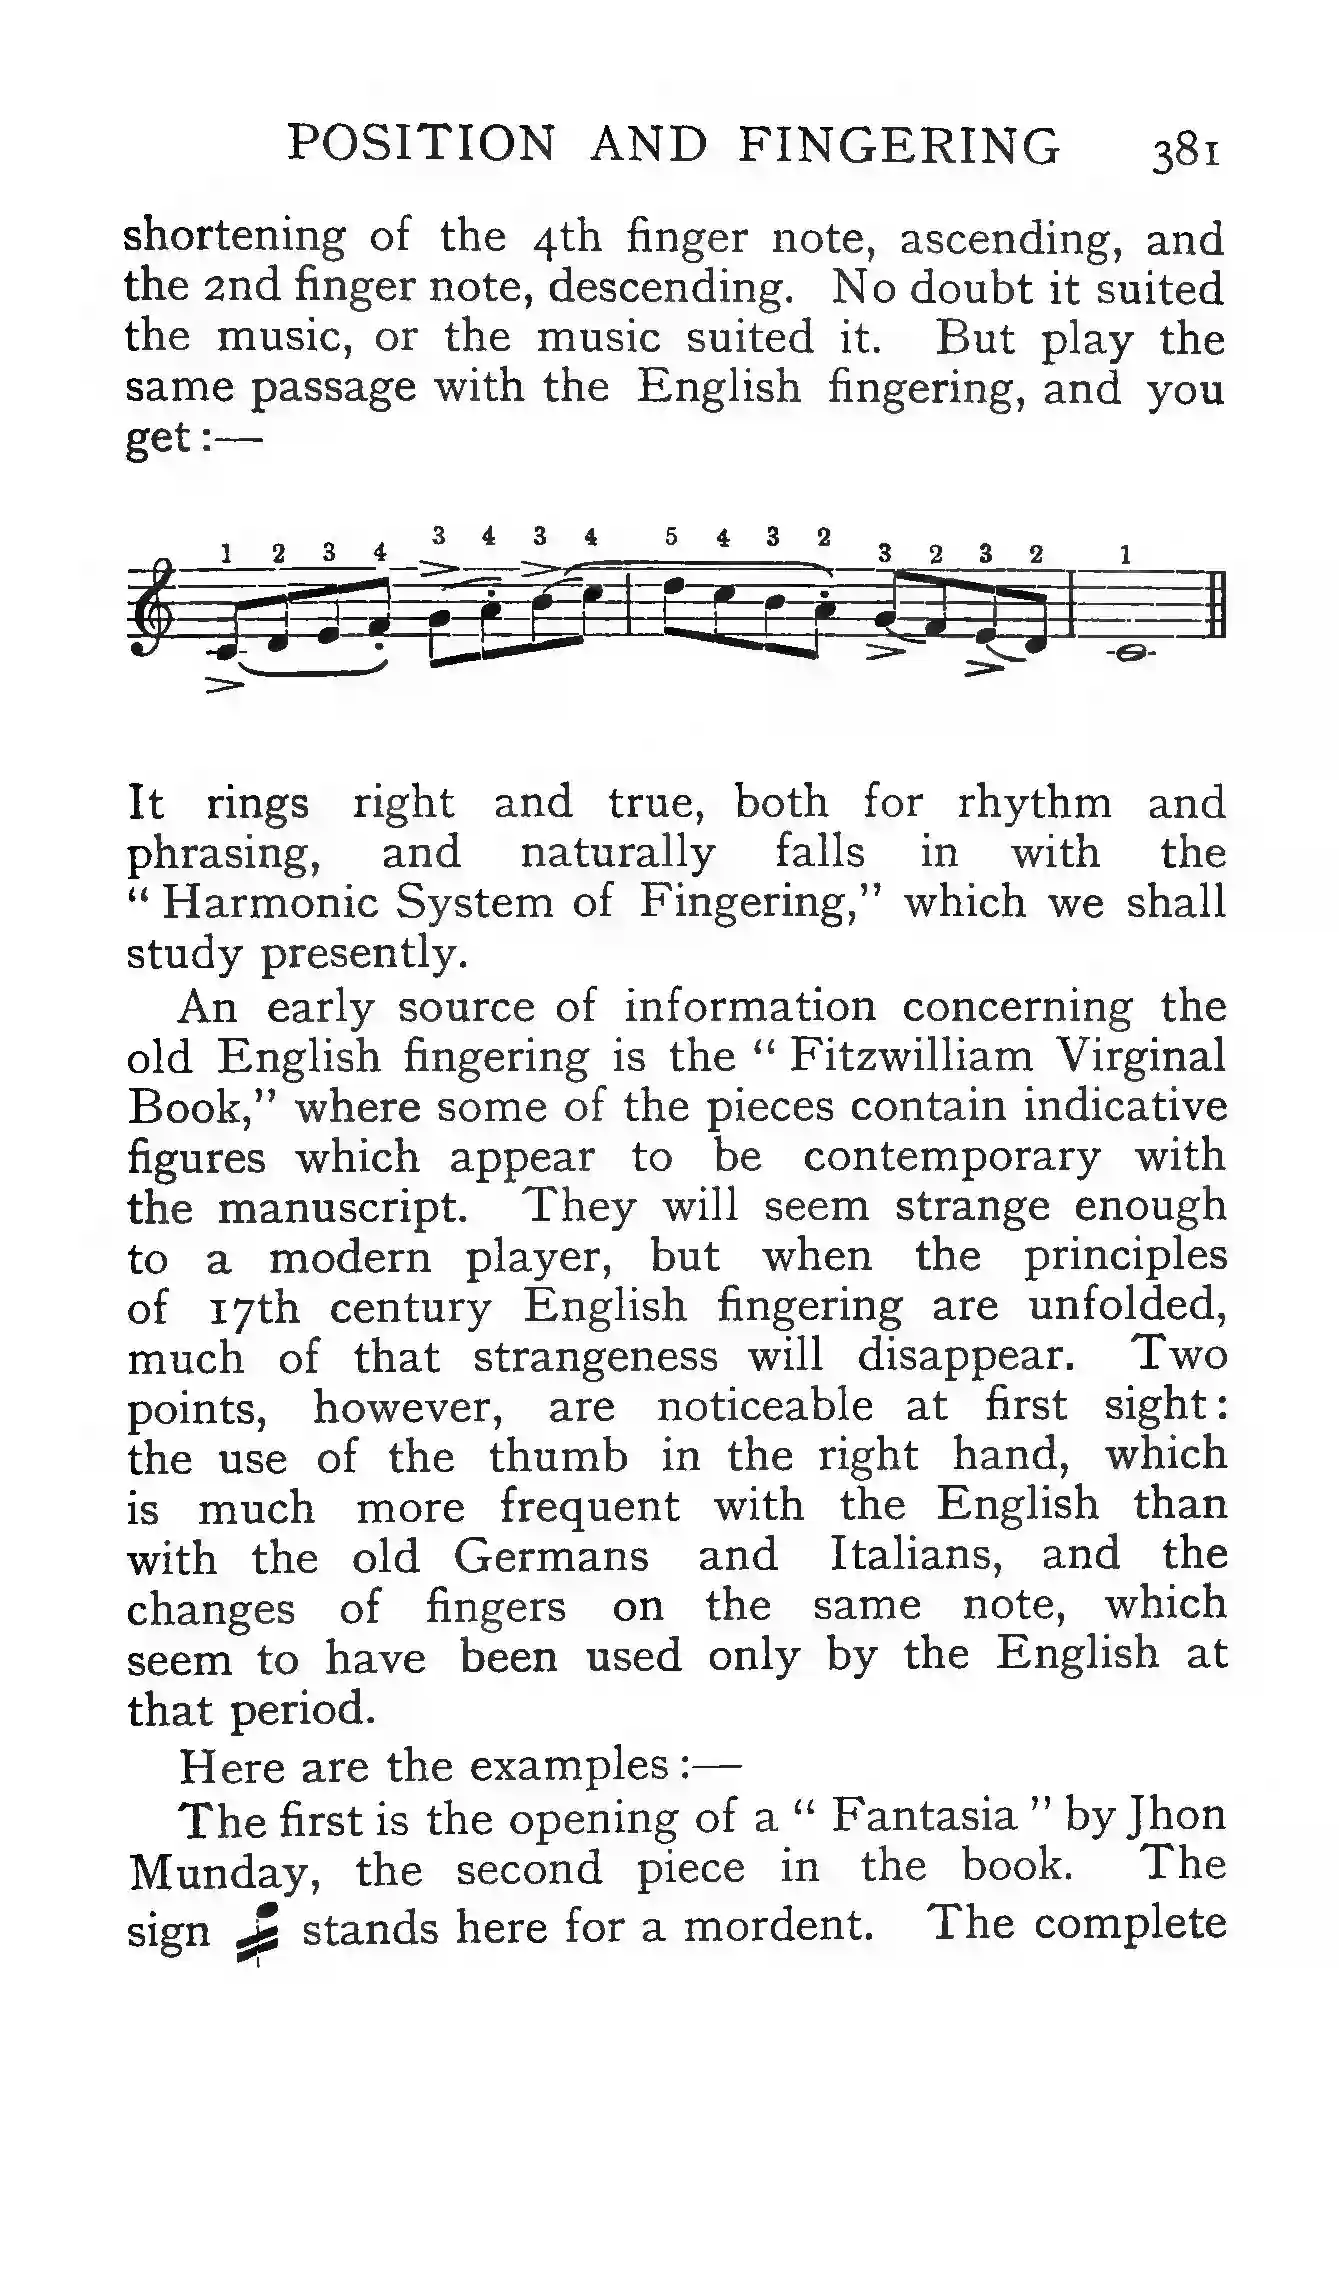 POSITION AND FINGERING 381
shortening of the 4th finger note, ascending, and
the 2nd finger note, descending. No doubt it suited
the music, or the music suited it. But play the
same passage with the English fingering, and you
get :—
1 2 3 4 3 4 3 4 5 4 3 2 3 2 3 2 1
It rings right and true, both for rhythm and
phrasing, and naturally falls in with the
“ Harmonic System of Fingering,” which we shall
study presently.
An early source of information concerning the
old English fingering is the “ Fitzwilliam Virginal
Book,” where some of the pieces contain indicative
figures which appear to be contemporary with
the manuscript. They will seem strange enough
to a modern player, but when the principles
of 17th century English fingering are unfolded,
much of that strangeness will disappear. Two
points, however, are noticeable at first sight:
the use of the thumb in the right hand, which
is much more frequent with the English than
with the old Germans and Italians, and the
changes of fingers on the same note, which
seem to have been used only by the English at
that period.
Here are the examples :—
The first is the opening of a “ Fantasia ” by Jhon
Munday, the second piece in the book. The
sign stands here for a mordent. The complete